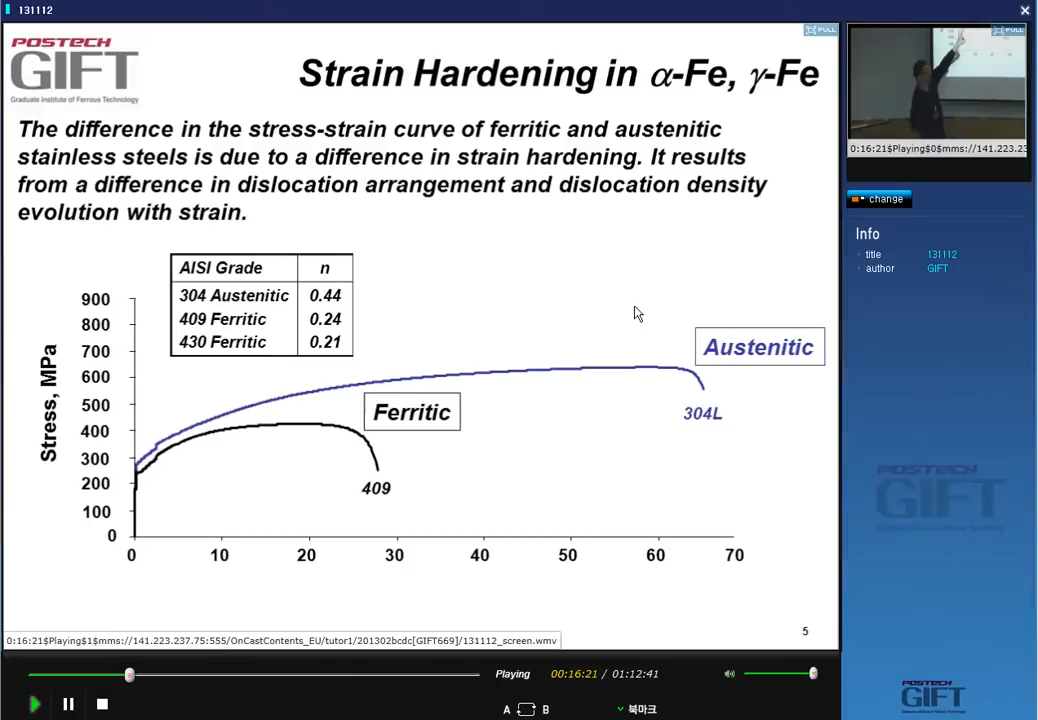 131112
POSTECH
GIFT
Graduate Institute of Ferrous Technology
FULL
Strain Hardening in α-Fe, γ-Fe
The difference in the stress-strain curve of ferritic and austenitic
stainless steels is due to a difference in strain hardening. It results
from a difference in dislocation arrangement and dislocation density
evolution with strain.
AISI Grade n
304 Austenitic 0.44
409 Ferritic 0.24
430 Ferritic 0.21
Stress, MPa
900
800
700
600
500
400
300
200
100
0
Austenitic
304L
Ferritic
409
0 10 20 30 40 50 60 70
5
0:16:21$Playing$1$mms://141.223.237.75:555/OnCastContents_EU/tutor1/201302bcdc[GIFT669]/131112_screen.wmv
FULL
0:16:21$Playing$0$mms://141.223.23
change
Info
title 131112
author GIFT
POSTECH
GIFT
Playing 00:16:21 / 01:12:41
A B
북마크
POSTECH
GIFT